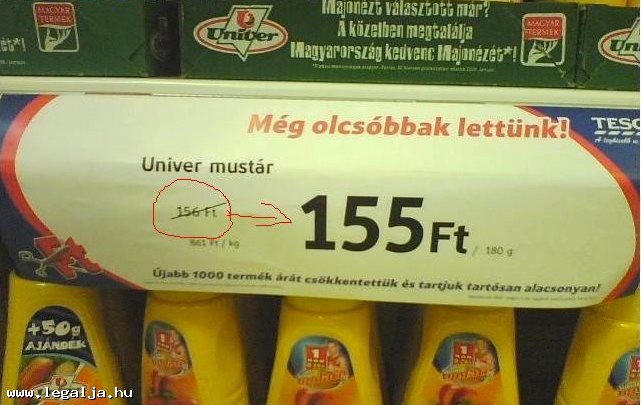 MAGYAR TERMÉK
Univer
Majonézt választott már?
A közelben megtalálja
Magyarország kedvenc Majonézét*!
MAGYAR TERMÉK
Még olcsóbbak lettünk!
TESCO
Univer mustár
156 Ft
861 Ft / kg
155Ft / 180 g
Újabb 1000 termék árát csökkentettük és tartjuk tartósan alacsonyan!
+50g
AJÁNDÉK
www.legalja.hu